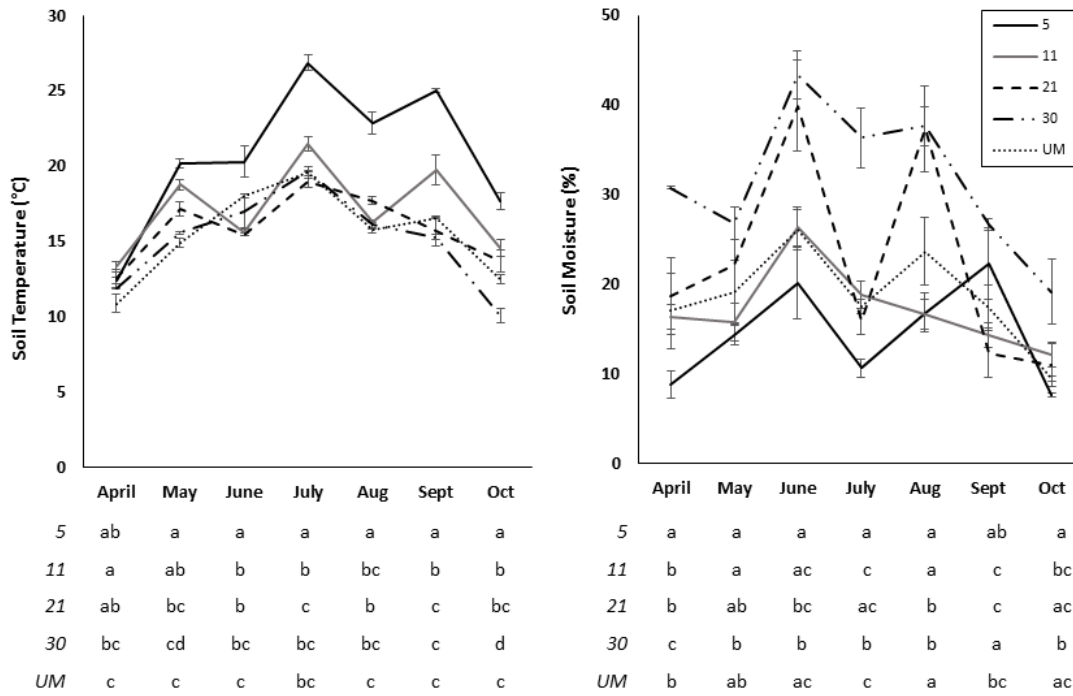 30
25
20
15
10
5
0
Soil Temperature (°C)
April May June July Aug Sept Oct
5 ab a a a a a a
11 a ab b b bc b b
21 ab bc b c b c bc
30 bc cd bc bc bc c d
UM c c c bc c c c
50
40
30
20
10
0
Soil Moisture (%)
5
11
21
30
UM
April May June July Aug Sept Oct
5 a a a a a ab a
11 b a ac c a c bc
21 b ab bc ac b c ac
30 c b b b b a b
UM b ab ac c a bc ac